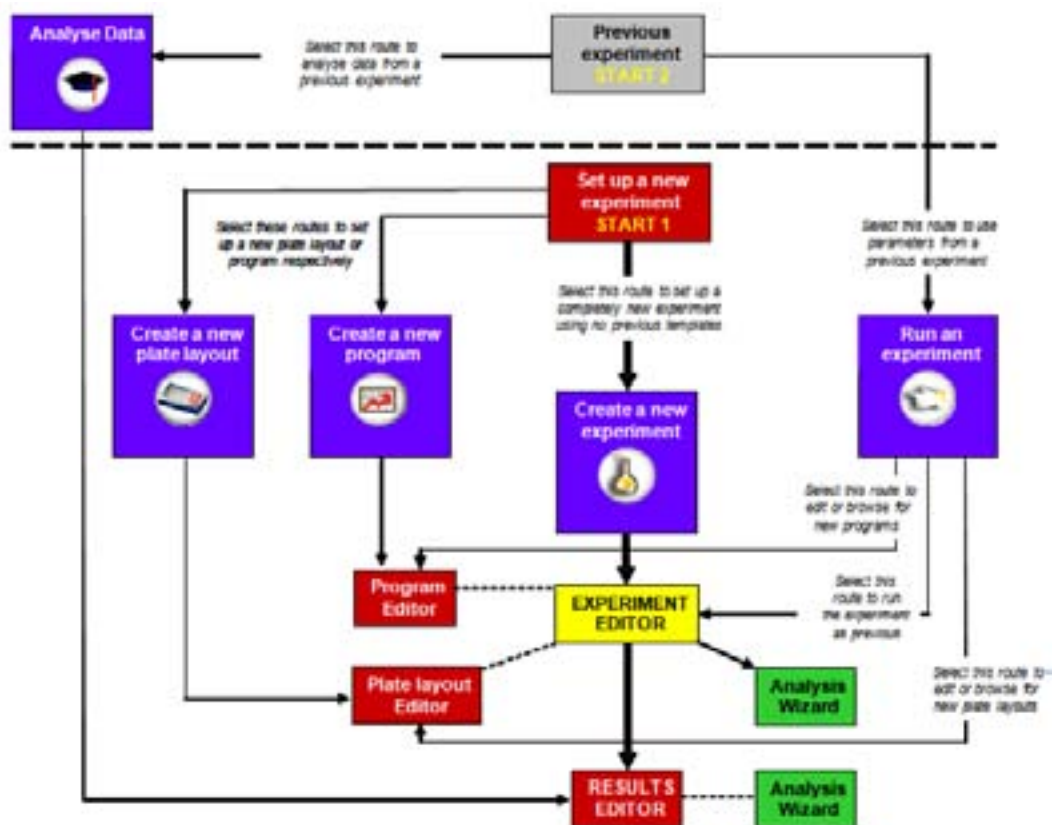 Analyse Data
Select this route to
analyse data from a
previous experiment
Previous
experiment
START 2
Set up a new
experiment
START 1
Select these routes to set
up a new plate layout or
program respectively
Select this route to use
parameters from a
previous experiment
Select this route to set up a
completely new experiment
using no previous templates
Create a new
plate layout
Create a new
program
Run an
experiment
Create a new
experiment
Select this route to
edit or browse for
new programs
Program
Editor
EXPERIMENT
EDITOR
Select this
route to run
the experiment
as previous
Plate layout
Editor
Analysis
Wizard
Select this route to
edit or browse for
new plate layouts
RESULTS
EDITOR
Analysis
Wizard